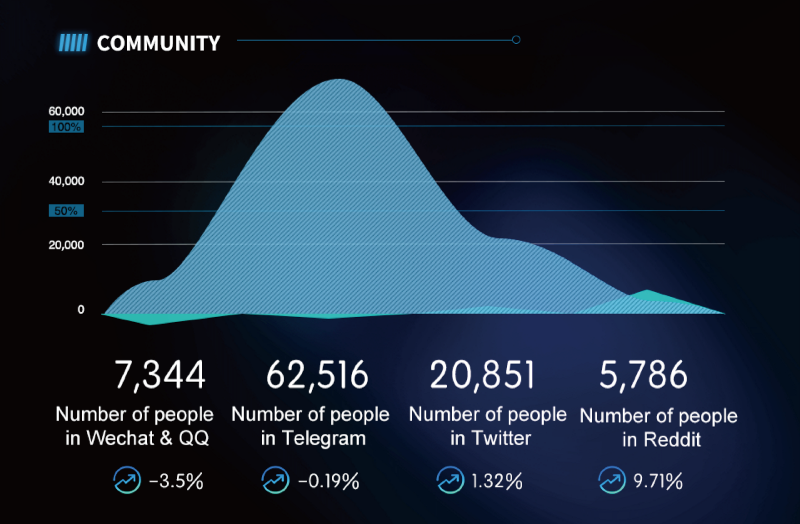 COMMUNITY
60,000
100%
40,000
50%
20,000
0
7,344
62,516
20,851
5,786
Number of people
in Wechat & QQ
Number of people
in Telegram
Number of people
in Twitter
Number of people
in Reddit
−3.5%
−0.19%
1.32%
9.71%